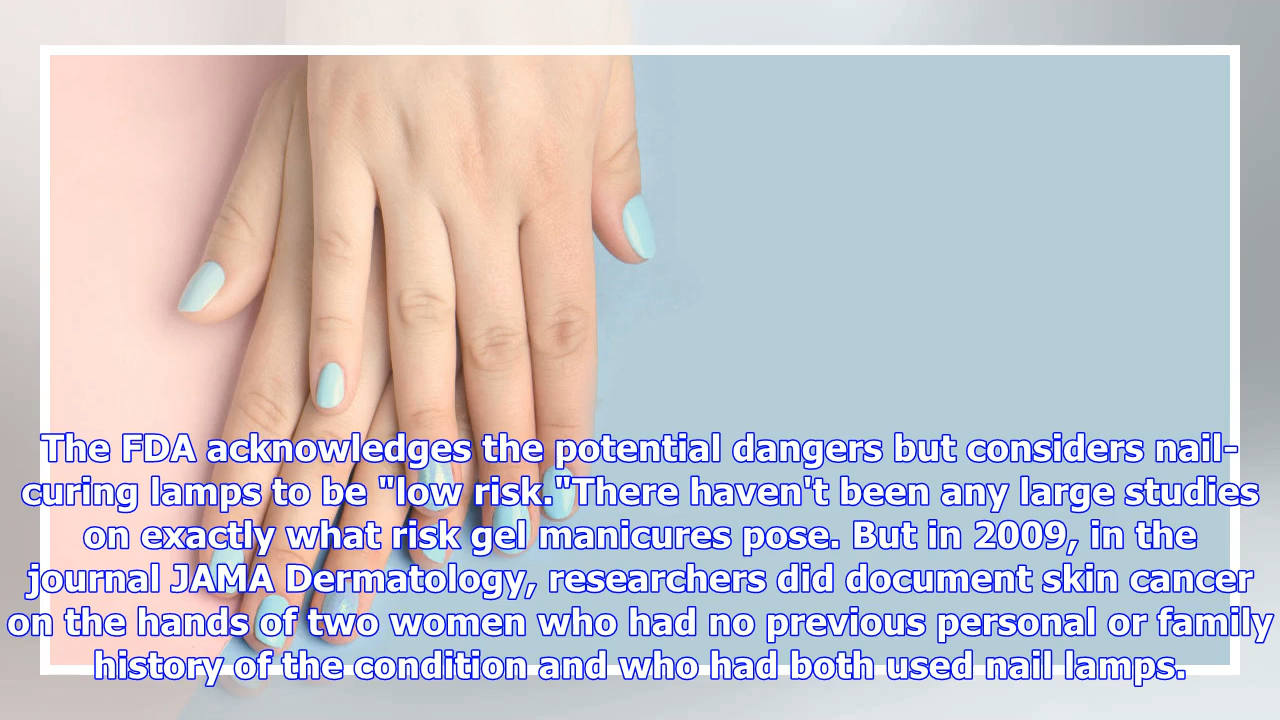 The FDA acknowledges the potential dangers but considers nail-
curing lamps to be "low risk."There haven't been any large studies
on exactly what risk gel manicures pose. But in 2009, in the
journal JAMA Dermatology, researchers did document skin cancer
on the hands of two women who had no previous personal or family
history of the condition and who had both used nail lamps.